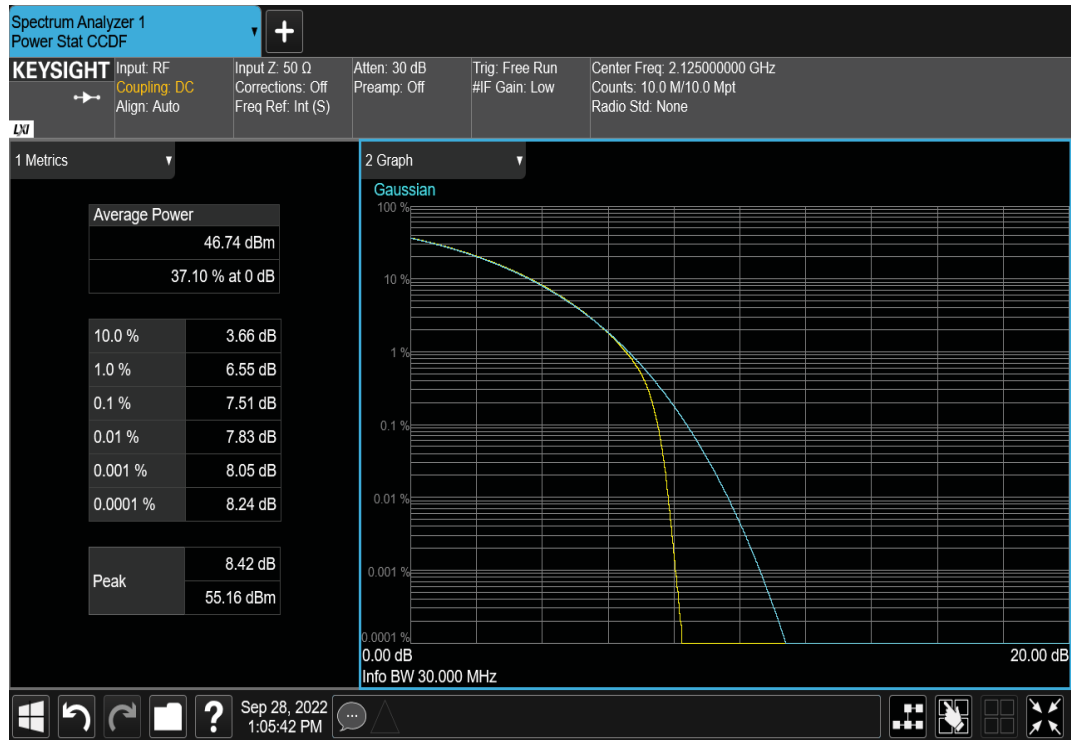 Spectrum Analyzer 1
Power Stat CCDF
+
KEYSIGHT
Input: RF
Coupling: DC
Align: Auto
Input Z: 50 Ω
Corrections: Off
Freq Ref: Int (S)
Atten: 30 dB
Preamp: Off
Trig: Free Run
#IF Gain: Low
Center Freq: 2.125000000 GHz
Counts: 10.0 M/10.0 Mpt
Radio Std: None
LXI
1 Metrics
Average Power
46.74 dBm
37.10 % at 0 dB
10.0 % 3.66 dB
1.0 % 6.55 dB
0.1 % 7.51 dB
0.01 % 7.83 dB
0.001 % 8.05 dB
0.0001 % 8.24 dB
Peak
8.42 dB
55.16 dBm
2 Graph
Gaussian
100 %
10 %
1 %
0.1 %
0.01 %
0.001 %
0.0001 %
0.00 dB 20.00 dB
Info BW 30.000 MHz
?
Sep 28, 2022
1:05:42 PM